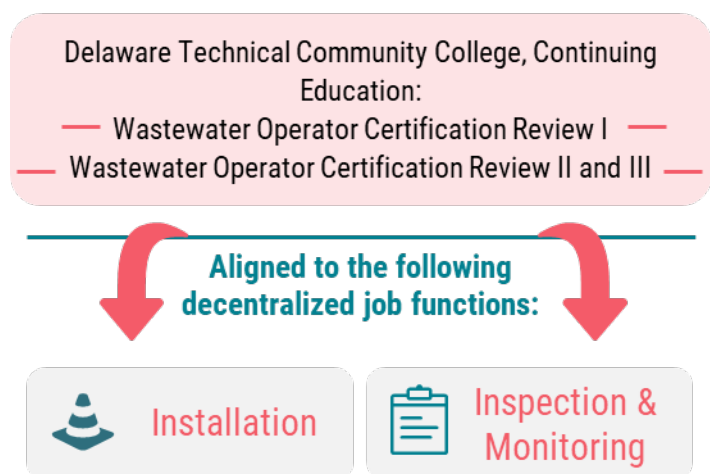 Delaware Technical Community College, Continuing
Education:
Wastewater Operator Certification Review I
Wastewater Operator Certification Review II and III
Aligned to the following
decentralized job functions:
Installation
Inspection &
Monitoring